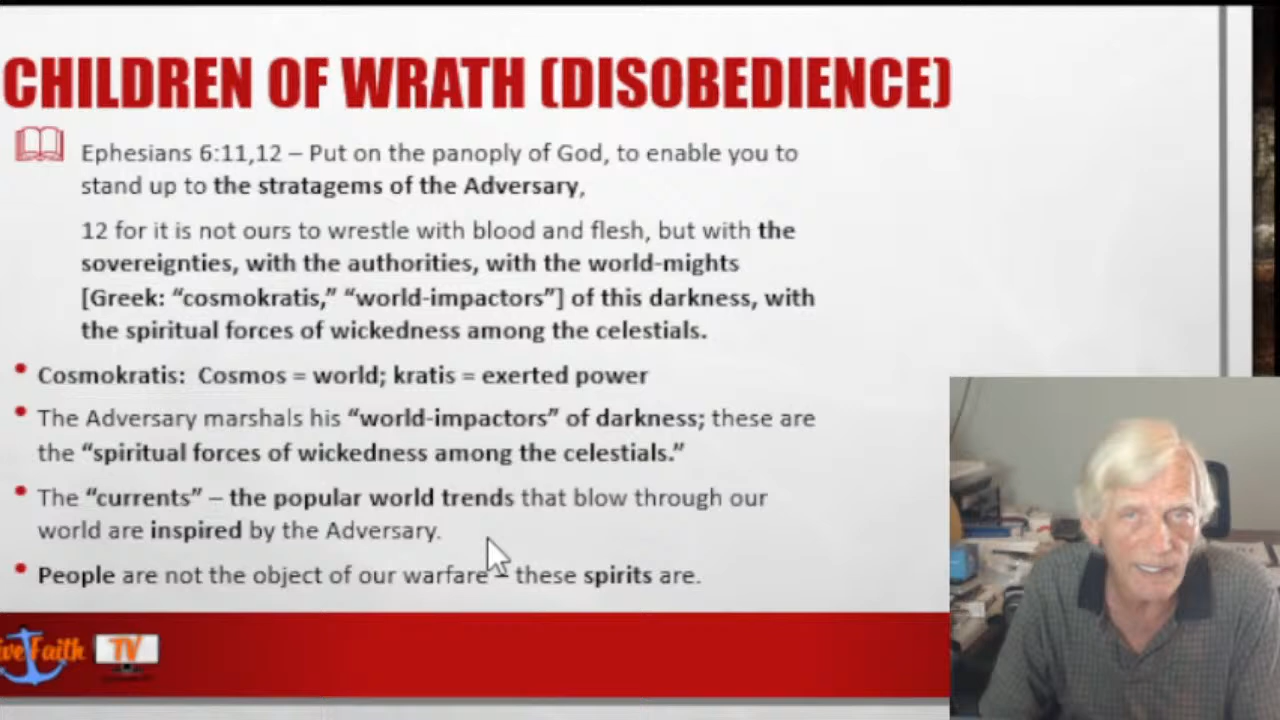 CHILDREN OF WRATH (DISOBEDIENCE)
Ephesians 6:11,12 – Put on the panoply of God, to enable you to
stand up to the stratagems of the Adversary,
12 for it is not ours to wrestle with blood and flesh, but with the
sovereignties, with the authorities, with the world-mights
[Greek: “cosmokratis,” “world-impactors”] of this darkness, with
the spiritual forces of wickedness among the celestials.
• Cosmokratis: Cosmos = world; kratis = exerted power
• The Adversary marshals his “world-impactors” of darkness; these are
the “spiritual forces of wickedness among the celestials.”
• The “currents” – the popular world trends that blow through our
world are inspired by the Adversary.
• People are not the object of our warfare – these spirits are.
ive Faith TV